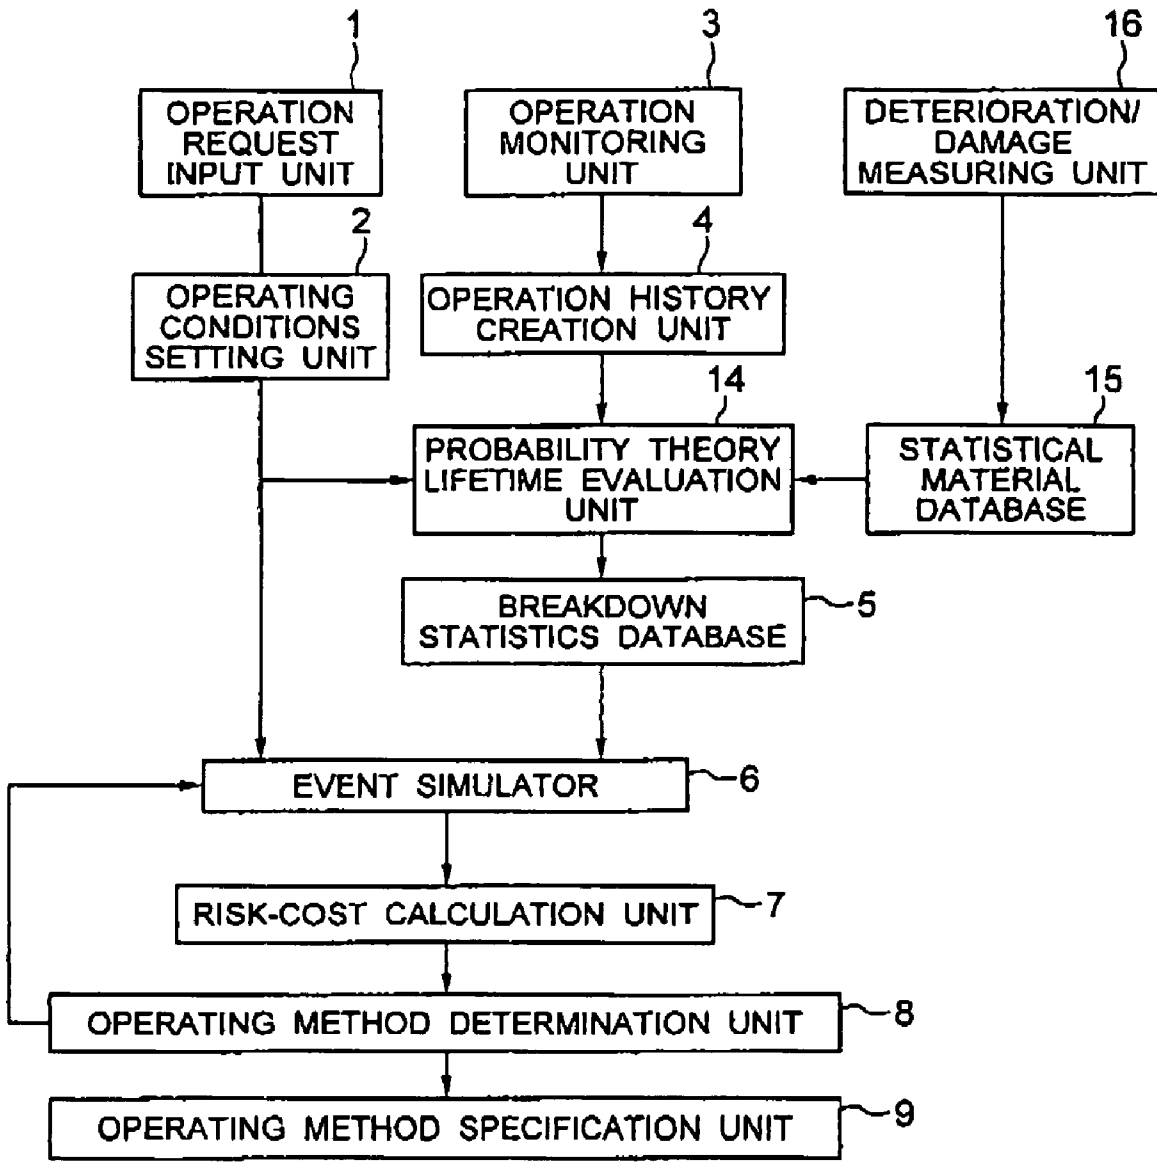 1
3
16
OPERATION
REQUEST
INPUT UNIT
OPERATION
MONITORING
UNIT
DETERIORATION/
DAMAGE
MEASURING UNIT
2
4
OPERATING
CONDITIONS
SETTING UNIT
OPERATION HISTORY
CREATION UNIT
14
15
PROBABILITY THEORY
LIFETIME EVALUATION
UNIT
STATISTICAL
MATERIAL
DATABASE
BREAKDOWN
STATISTICS DATABASE
5
EVENT SIMULATOR
6
RISK-COST CALCULATION UNIT
7
OPERATING METHOD DETERMINATION UNIT
8
OPERATING METHOD SPECIFICATION UNIT
9